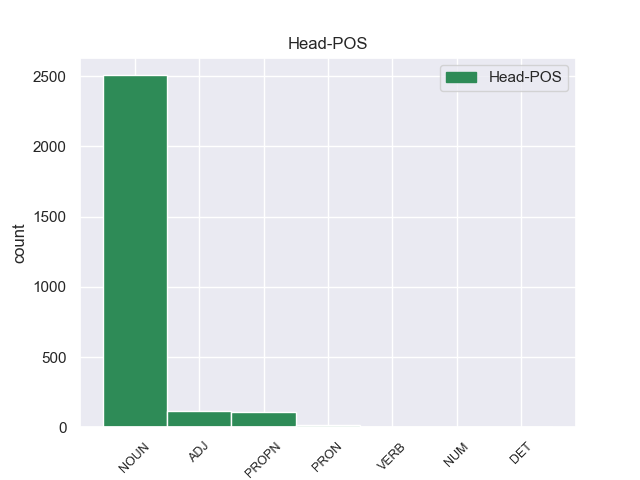 Head-POS
Head-POS
count
2500
2000
1500
1000
500
0
NOUN
ADJ
PROPN
PRON
VERB
NUM
DET